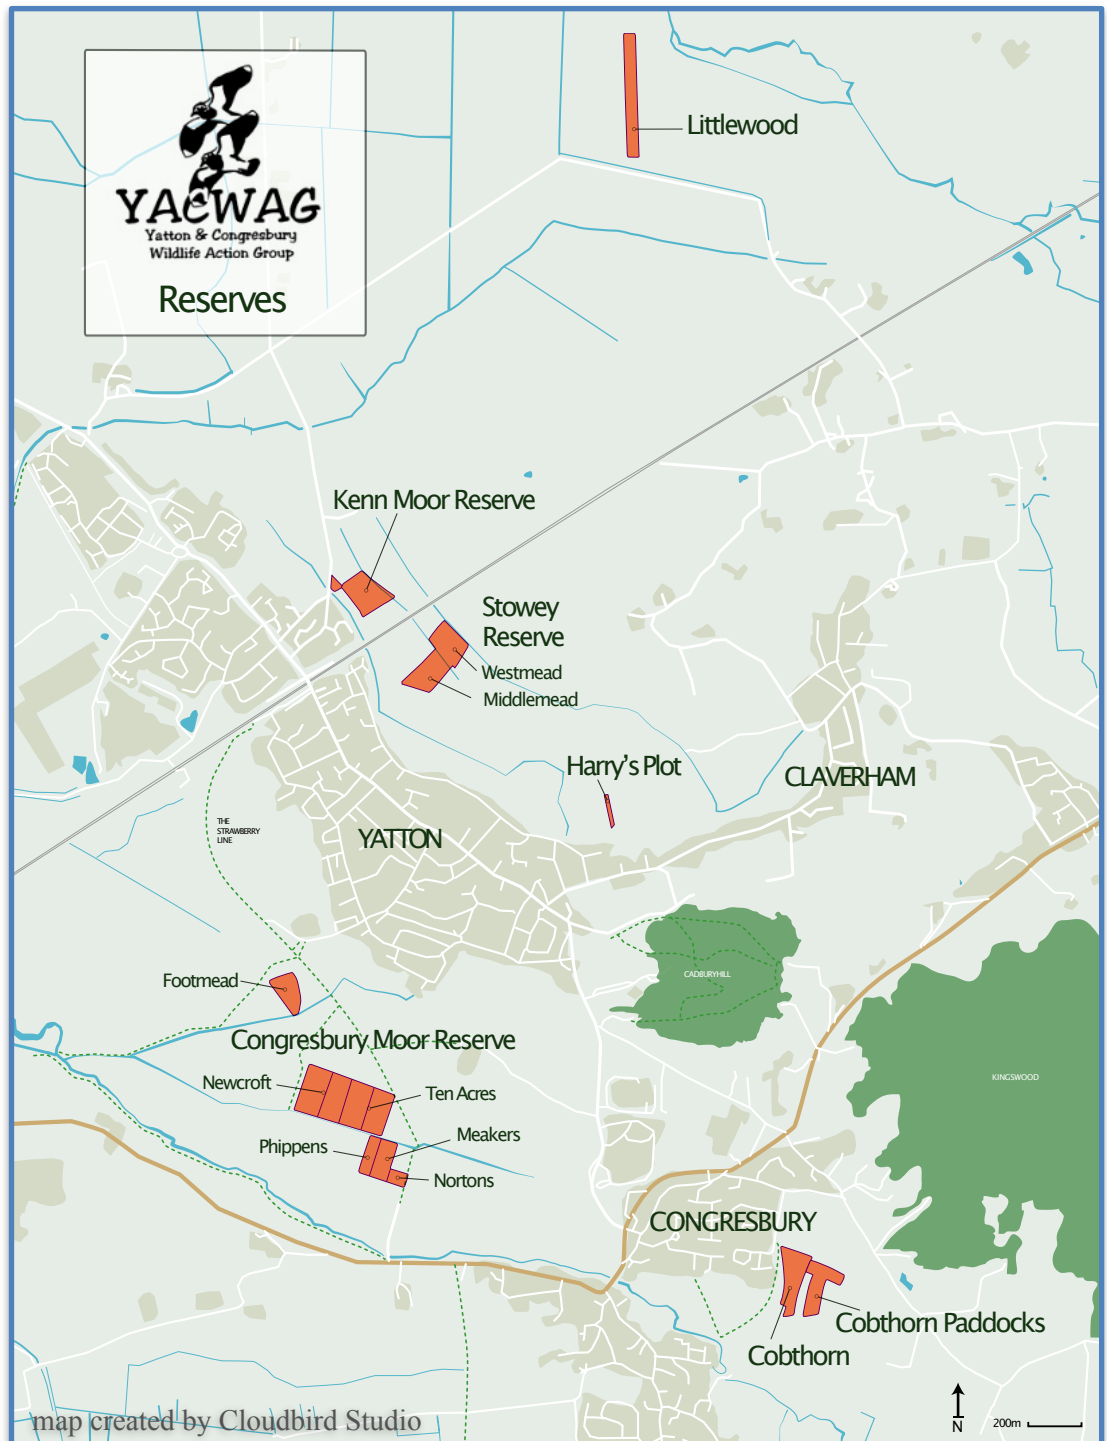 YACWAG
Yatton & Congresbury
Wildlife Action Group
Reserves
Littlewood
Kenn Moor Reserve
Stowey
Reserve
Westmead
Middlemead
Harry's Plot
CLAVERHAM
THE
STRAWBERRY
LINE
YATTON
CADBURYHILL
Footmead
Congresbury Moor Reserve
KINGSWOOD
Newcroft
Ten Acres
Meakers
Phippens
Nortons
CONGRESBURY
Cobthorn Paddocks
Cobthorn
map created by Cloudbird Studio
N
200m